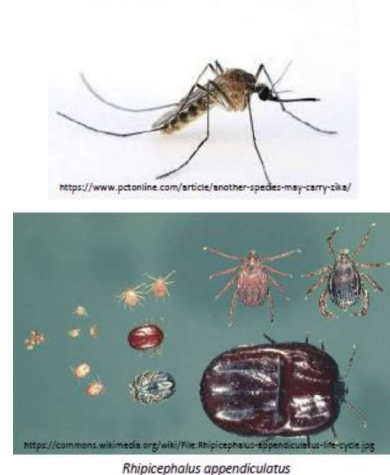 https://www.pctonline.com/article/another-species-may-carry-zika/
https://commons.wikimedia.org/wiki/File:Rhipicephalus-appendiculatus-life-cycle.jpg
Rhipicephalus appendiculatus